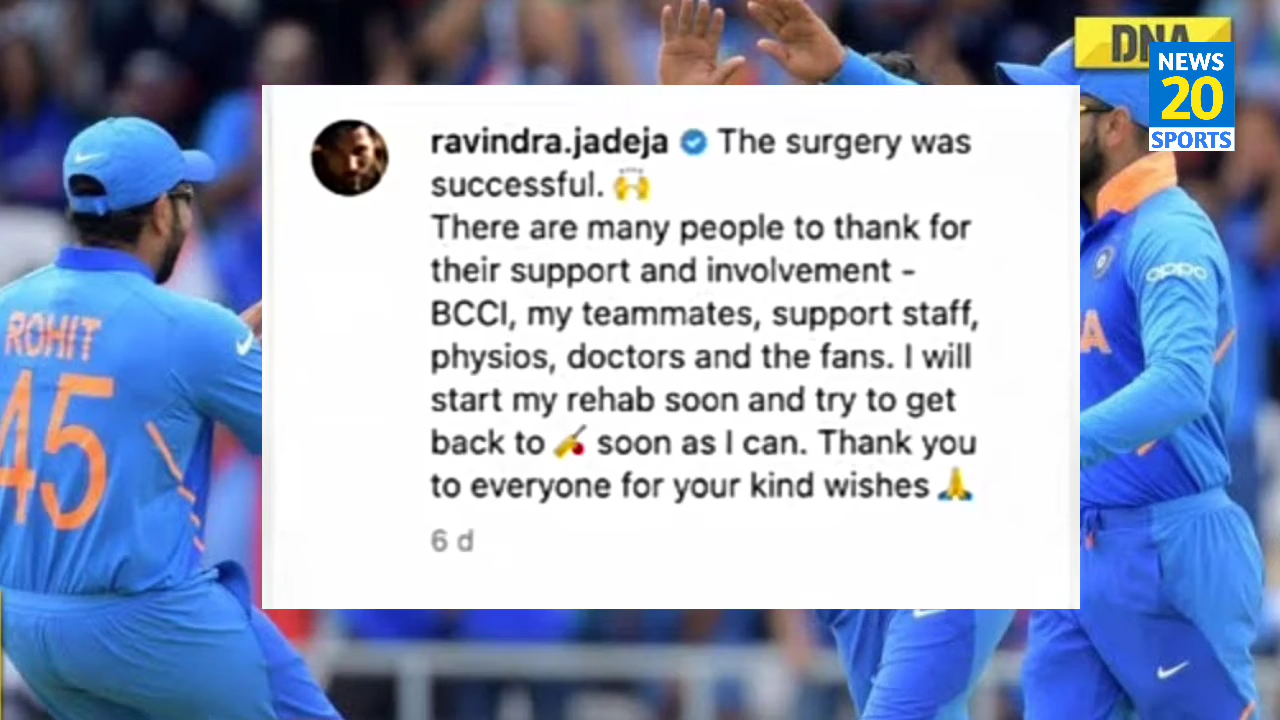 DNA
NEWS
20
SPORTS
ravindra.jadeja The surgery was
successful. 🙌
There are many people to thank for
their support and involvement -
BCCI, my teammates, support staff,
physios, doctors and the fans. I will
start my rehab soon and try to get
back to 🏏 soon as I can. Thank you
to everyone for your kind wishes 🙏
6 d
ROHIT
45
oppo
A